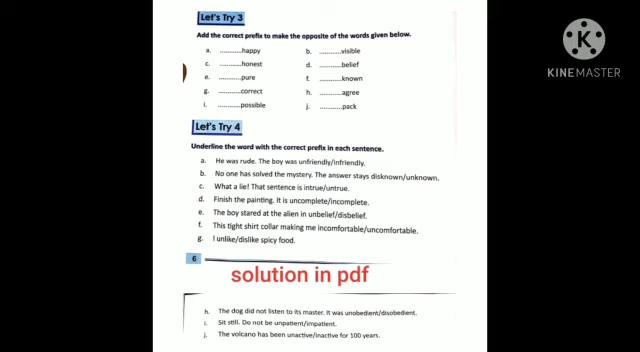 Let's Try 3
Add the correct prefix to make the opposite of the words given below.
a. ............happy b. ............visible
c. ............honest d. ............belief
e. ............pure f. ............known
g. ............correct h. ............agree
i. ............possible j. ............pack
Let's Try 4
Underline the word with the correct prefix in each sentence.
a. He was rude. The boy was unfriendly/infriendly.
b. No one has solved the mystery. The answer stays disknown/unknown.
c. What a lie! That sentence is intrue/untrue.
d. Finish the painting. It is uncomplete/incomplete.
e. The boy stared at the alien in unbelief/disbelief.
f. This tight shirt collar making me incomfortable/uncomfortable.
g. I unlike/dislike spicy food.
6
solution in pdf
h. The dog did not listen to its master. It was unobedient/disobedient.
i. Sit still. Do not be unpatient/impatient.
j. The volcano has been unactive/inactive for 100 years.
K
KINEMASTER